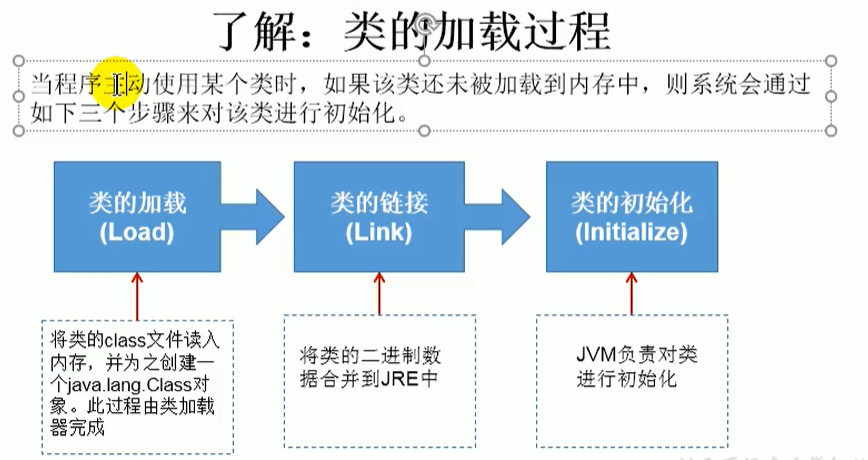 了解：类的加载过程
当程序主动使用某个类时，如果该类还未被加载到内存中，则系统会通过
如下三个步骤来对该类进行初始化。
类的加载
(Load)
类的链接
(Link)
类的初始化
(Initialize)
将类的class文件读入
内存，并为之创建一
个java.lang.Class对
象。此过程由类加载
器完成
将类的二进制数
据合并到JRE中
JVM负责对类
进行初始化